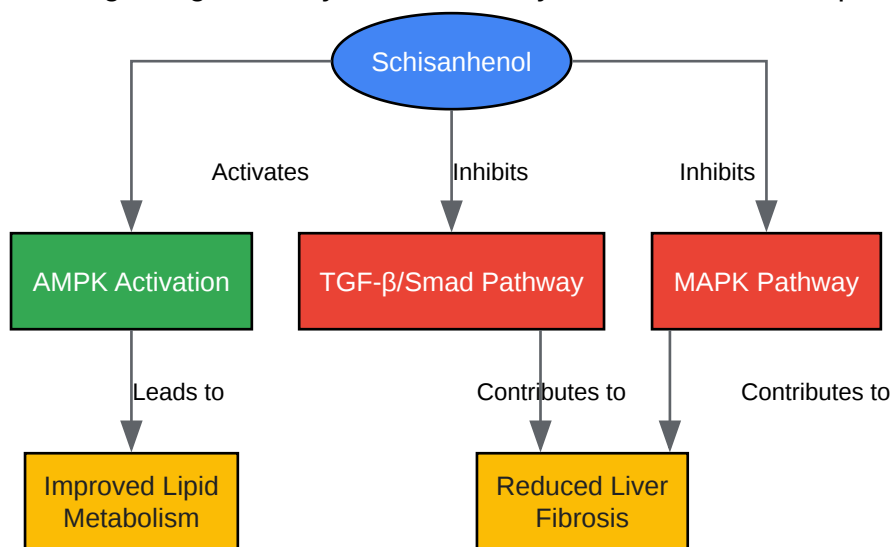 Schisanhenol
Activates
Inhibits
Inhibits
AMPK Activation
TGF-β/Smad Pathway
MAPK Pathway
Leads to
Contributes to
Contributes to
Improved Lipid
Metabolism
Reduced Liver
Fibrosis